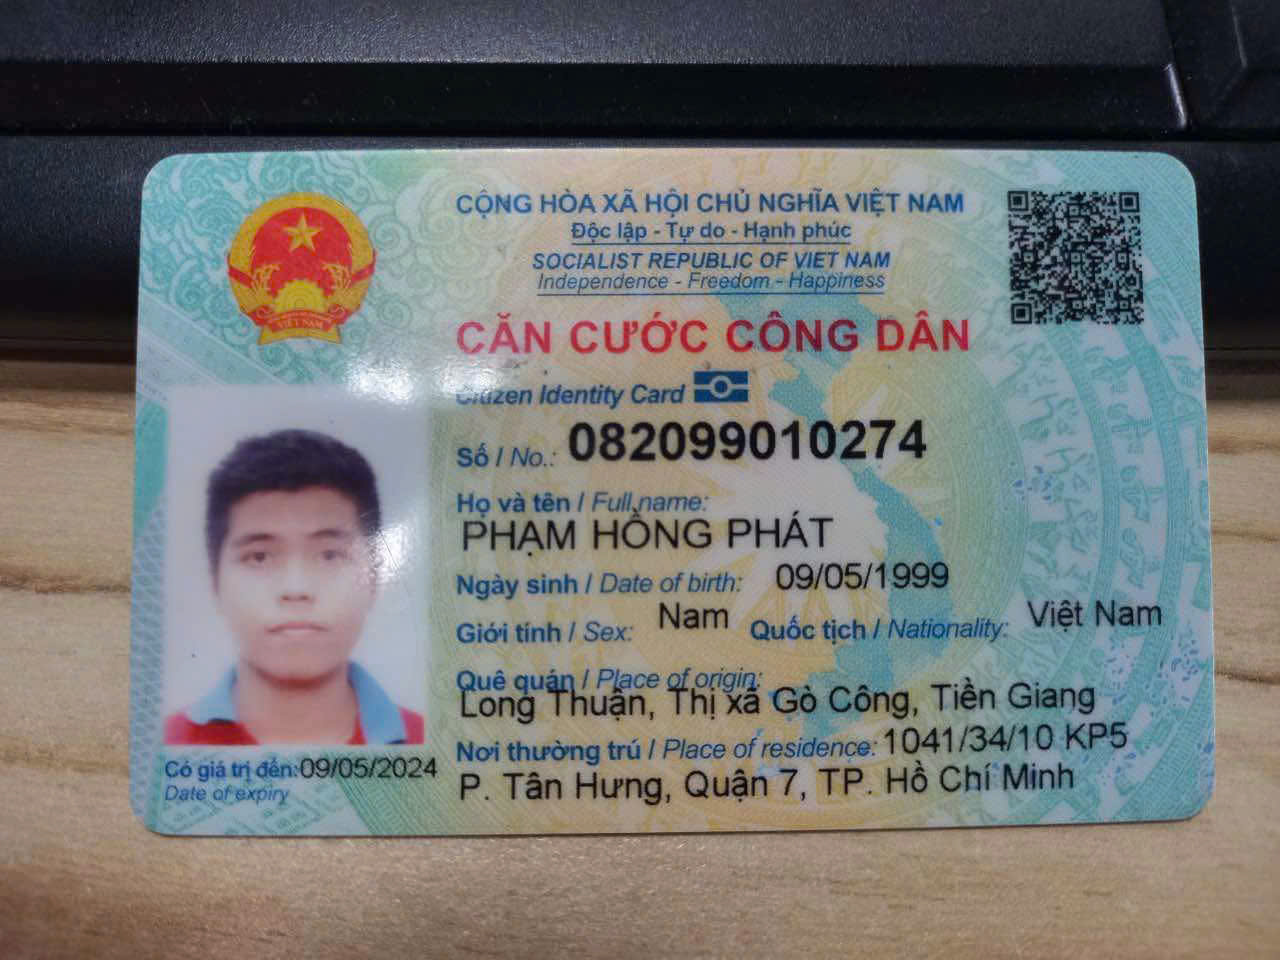 CỘNG HÒA XÃ HỘI CHỦ NGHĨA VIỆT NAM
Độc lập - Tự do - Hạnh phúc
SOCIALIST REPUBLIC OF VIET NAM
Independence - Freedom - Happiness
CĂN CƯỚC CÔNG DÂN
Citizen Identity Card
Số / No.: 082099010274
Họ và tên / Full name:
PHẠM HỒNG PHÁT
Ngày sinh / Date of birth: 09/05/1999
Giới tính / Sex: Nam Quốc tịch / Nationality: Việt Nam
Quê quán / Place of origin:
Long Thuận, Thị xã Gò Công, Tiền Giang
Nơi thường trú / Place of residence: 1041/34/10 KP5
P. Tân Hưng, Quận 7, TP. Hồ Chí Minh
Có giá trị đến: 09/05/2024
Date of expiry
VIỆT NAM